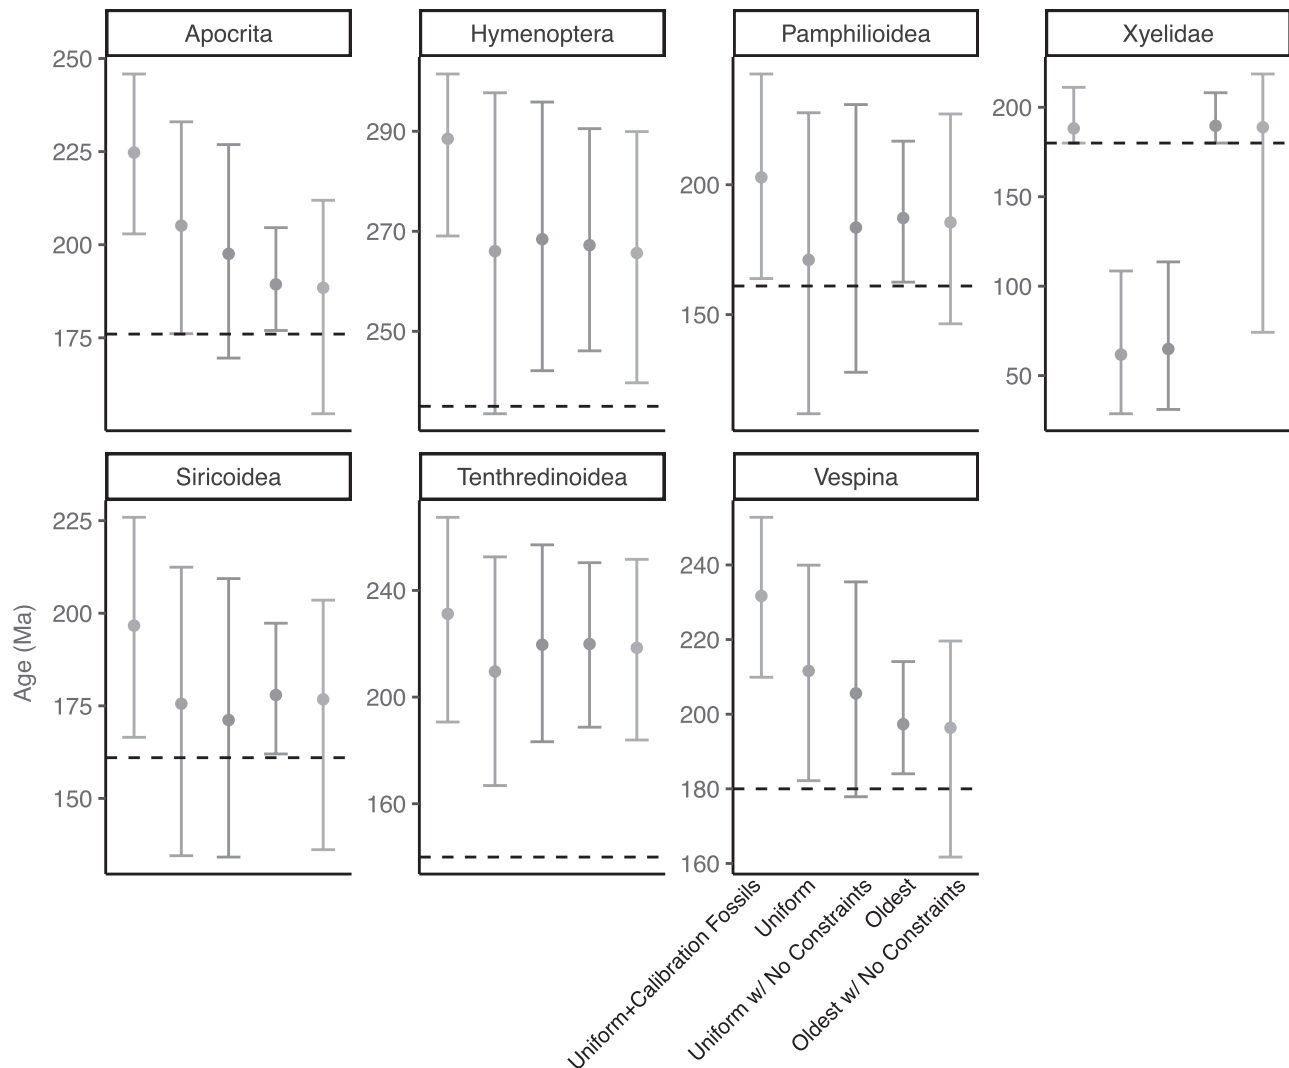 Apocrita
Hymenoptera
Pamphilioidea
Xyelidae
250
225
200
175
290
270
250
200
150
200
150
100
50
Siricoidea
Tenthredinoidea
Vespina
Age (Ma)
225
200
175
150
240
200
160
240
220
200
180
160
Uniform+Calibration Fossils
Uniform
Uniform w/ No Constraints
Oldest
Oldest w/ No Constraints